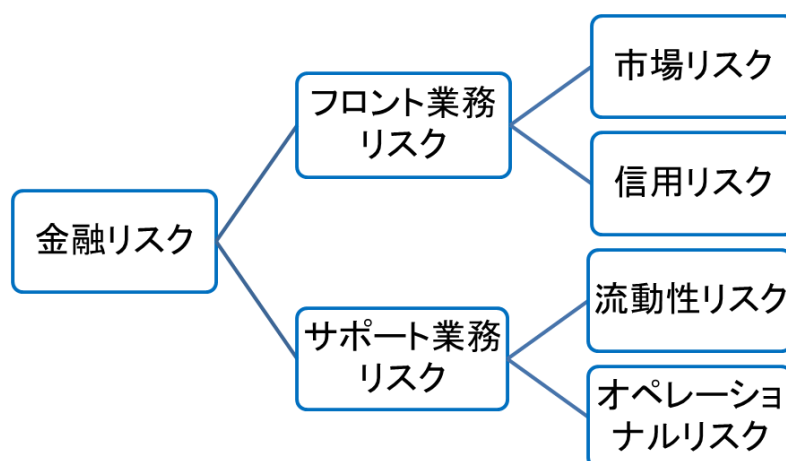 市場リスク
フロント業務
リスク
信用リスク
金融リスク
流動性リスク
サポート業務
リスク
オペレーショ
ナルリスク